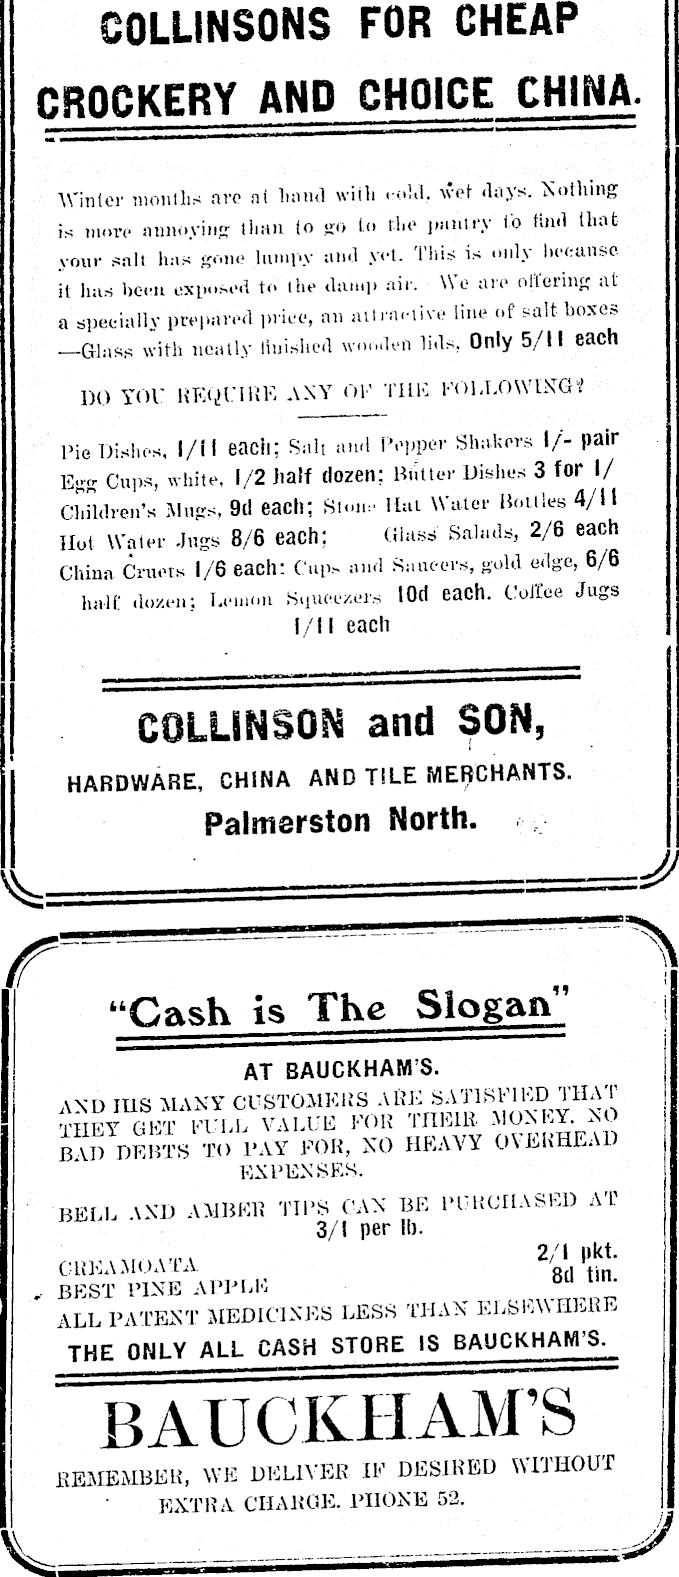 COLLINSONS FOR CHEAP
CROCKERY AND CHOICE CHINA.
Winter months are at hand with cold, wet days. Nothing
is more annoying than to go to the pantry to find that
your salt has gone lumpy and yet. This is only because
it has been exposed to the damp air. We are offering at
a specially prepared price, an attractive line of salt boxes
—Glass with neatly finished wooden lids, Only 5/11 each
DO YOU REQUIRE ANY OF THE FOLLOWING?
Pie Dishes, 1/11 each; Salt and Pepper Shakers 1/- pair
Egg Cups, white, 1/2 half dozen; Butter Dishes 3 for 1/
Children's Mugs, 9d each; Stone Hat Water Bottles 4/11
Hot Water Jugs 8/6 each; Glass Salads, 2/6 each
China Cruets 1/6 each: Cups and Saucers, gold edge, 6/6
half dozen; Lemon Squeezers 10d each. Coffee Jugs
1/11 each
COLLINSON and SON,
HARDWARE, CHINA AND TILE MERCHANTS.
Palmerston North.
"Cash is The Slogan"
AT BAUCKHAM'S.
AND HIS MANY CUSTOMERS ARE SATISFIED THAT
THEY GET FULL VALUE FOR THEIR MONEY. NO
BAD DEBTS TO PAY FOR, NO HEAVY OVERHEAD
EXPENSES.
BELL AND AMBER TIPS CAN BE PURCHASED AT
3/1 per lb.
CREAMOATA 2/1 pkt.
BEST PINE APPLE 8d tin.
ALL PATENT MEDICINES LESS THAN ELSEWHERE
THE ONLY ALL CASH STORE IS BAUCKHAM'S.
BAUCKHAM'S
REMEMBER, WE DELIVER IF DESIRED WITHOUT
EXTRA CHARGE. PHONE 52.